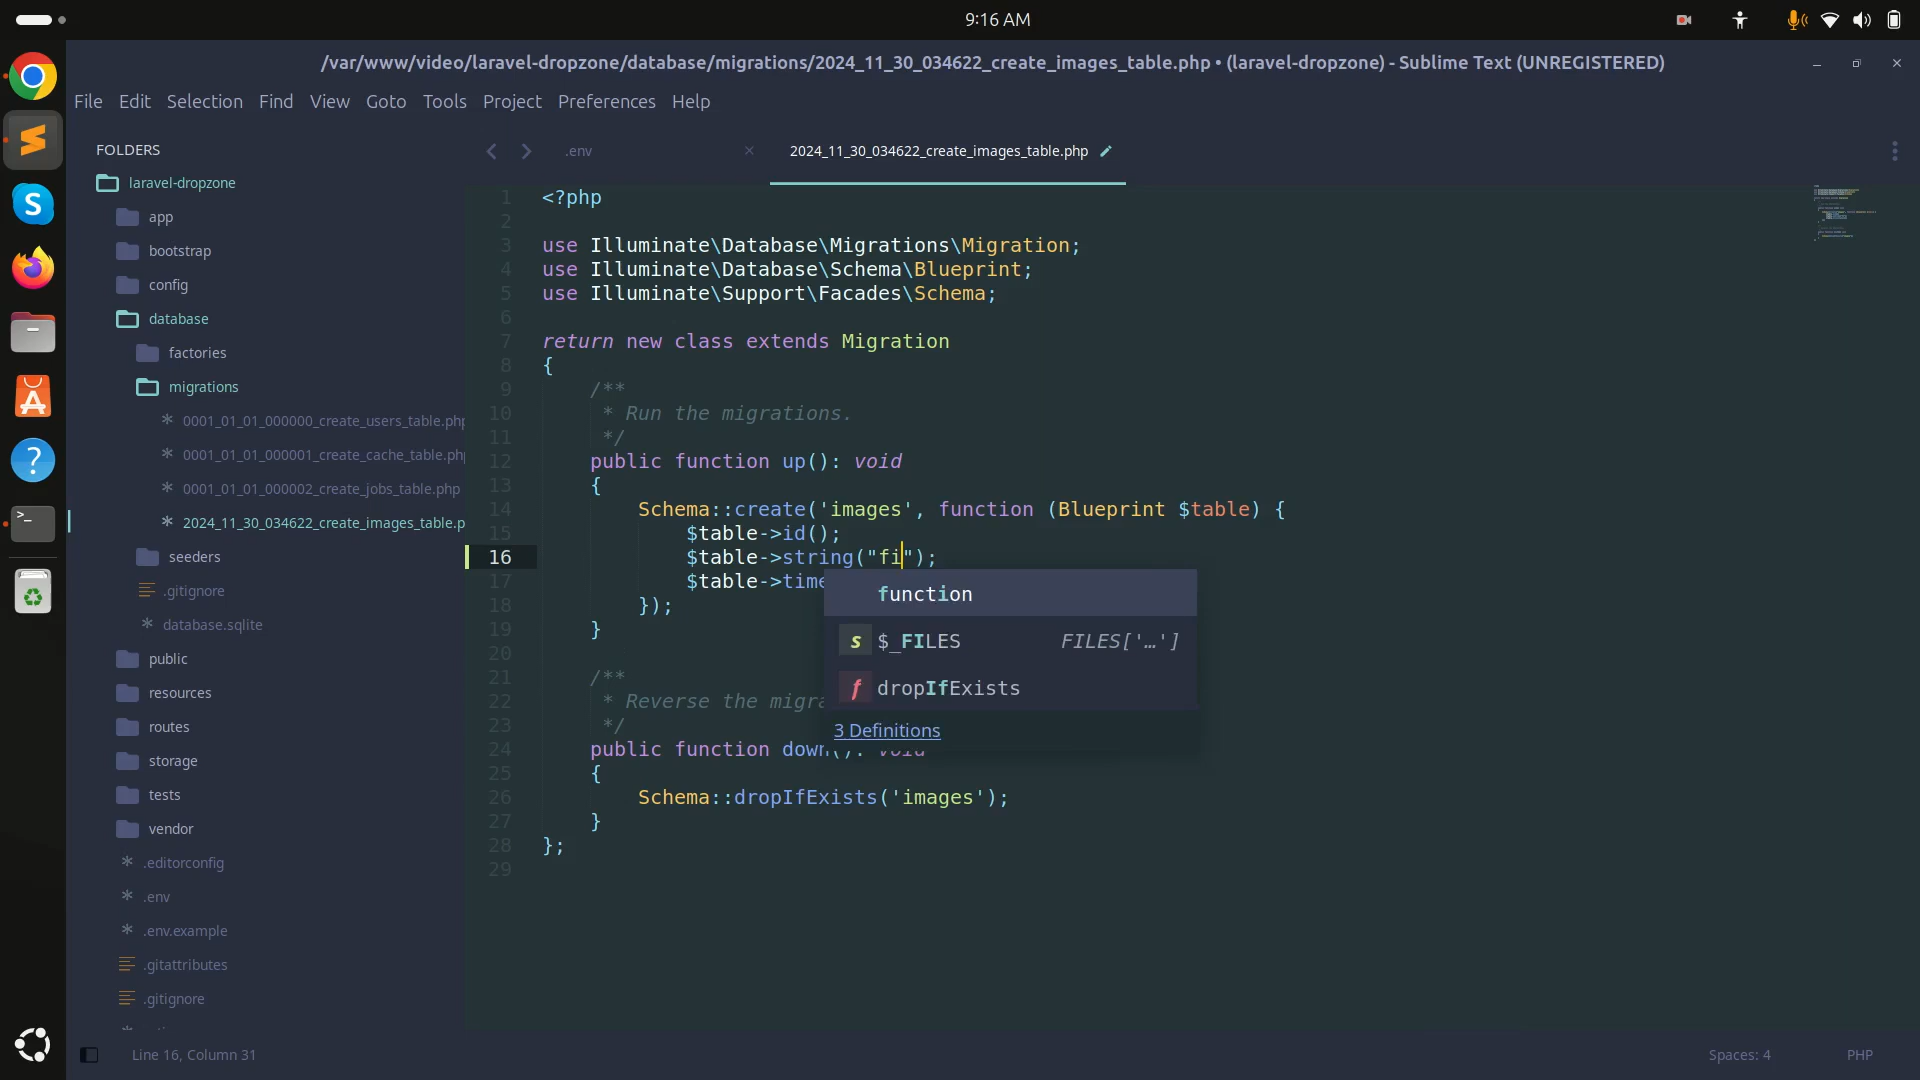 9:16 AM
/var/www/video/laravel-dropzone/database/migrations/2024_11_30_034622_create_images_table.php • (laravel-dropzone) - Sublime Text (UNREGISTERED)
File Edit Selection Find View Goto Tools Project Preferences Help
FOLDERS
laravel-dropzone
app
bootstrap
config
database
factories
migrations
0001_01_01_000000_create_users_table.php
0001_01_01_000001_create_cache_table.php
0001_01_01_000002_create_jobs_table.php
2024_11_30_034622_create_images_table.p
seeders
.gitignore
database.sqlite
public
resources
routes
storage
tests
vendor
.editorconfig
.env
.env.example
.gitattributes
.gitignore
.env
2024_11_30_034622_create_images_table.php
1 <?php
2
3 use Illuminate\Database\Migrations\Migration;
4 use Illuminate\Database\Schema\Blueprint;
5 use Illuminate\Support\Facades\Schema;
6
7 return new class extends Migration
8 {
9 /**
10 * Run the migrations.
11 */
12 public function up(): void
13 {
14 Schema::create('images', function (Blueprint $table) {
15 $table->id();
16 $table->string("fi");
17 $table->time
18 });
19 }
20
21 /**
22 * Reverse the migra
23 */
24 public function down(): void
25 {
26 Schema::dropIfExists('images');
27 }
28 };
29
function
s $_FILES FILES['…']
f dropIfExists
3 Definitions
Line 16, Column 31
Spaces: 4
PHP